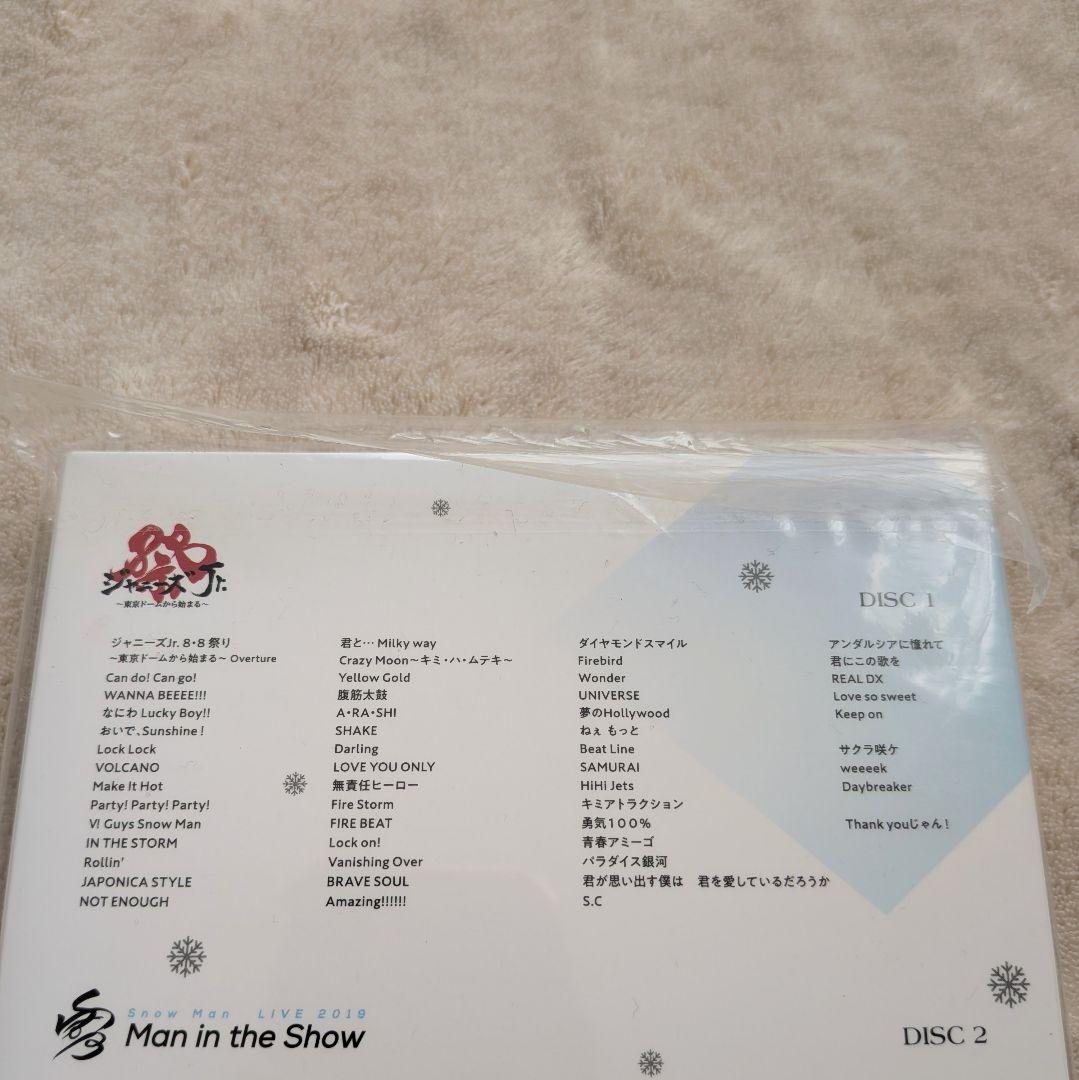 祭
ジャニーズJr.
～東京ドームから始まる～
DISC 1
ジャニーズJr. 8・8 祭り
～東京ドームから始まる～ Overture
Can do! Can go!
WANNA BEEEE!!!
なにわ Lucky Boy!!
おいで、Sunshine !
Lock Lock
VOLCANO
Make It Hot
Party! Party! Party!
V! Guys Snow Man
IN THE STORM
Rollin'
JAPONICA STYLE
NOT ENOUGH
君と… Milky way
Crazy Moon～キミ・ハ・ムテキ～
Yellow Gold
腹筋太鼓
A・RA・SHI
SHAKE
Darling
LOVE YOU ONLY
無責任ヒーロー
Fire Storm
FIRE BEAT
Lock on!
Vanishing Over
BRAVE SOUL
Amazing!!!!!!
ダイヤモンドスマイル
Firebird
Wonder
UNIVERSE
夢のHollywood
ねぇ もっと
Beat Line
SAMURAI
HiHi Jets
キミアトラクション
勇気100%
青春アミーゴ
パラダイス銀河
君が思い出す僕は　君を愛しているだろうか
S.C
アンダルシアに憧れて
君にこの歌を
REAL DX
Love so sweet
Keep on
サクラ咲ケ
weeeek
Daybreaker
Thank youじゃん!
Snow Man LIVE 2019
Man in the Show
DISC 2